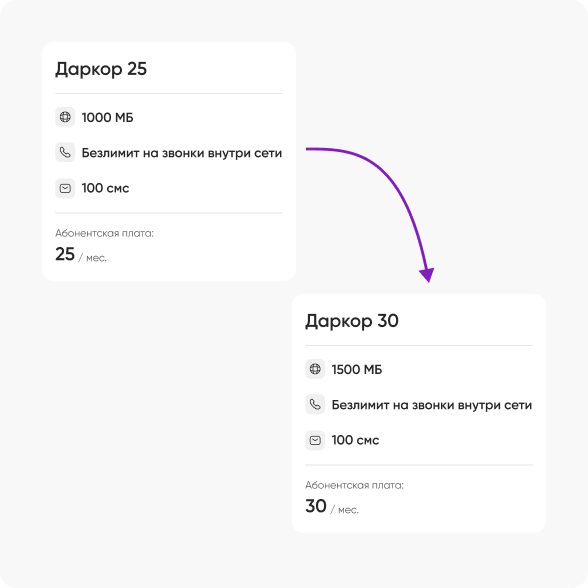 Даркор 25
1000 МБ
Безлимит на звонки внутри сети
100 смс
Абонентская плата:
25 / мес.
Даркор 30
1500 МБ
Безлимит на звонки внутри сети
100 смс
Абонентская плата:
30 / мес.